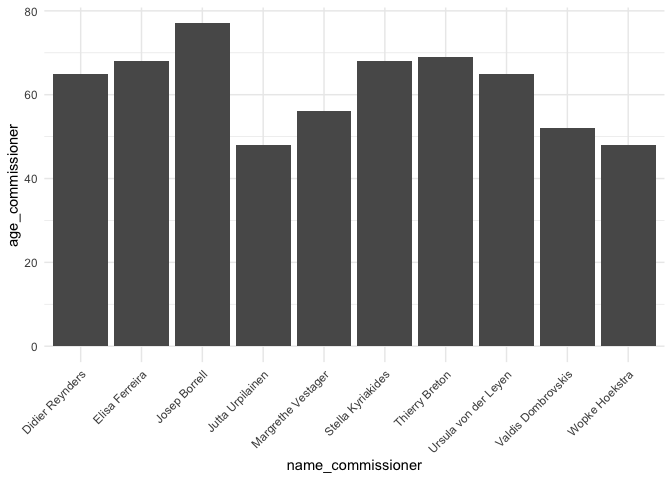 80
60
40
20
0
age_commissioner
Didier Reynders
Elisa Ferreira
Josep Borrell
Jutta Urpilainen
Margrethe Vestager
Stella Kyriakides
Thierry Breton
Ursula von der Leyen
Valdis Dombrovskis
Wopke Hoekstra
name_commissioner